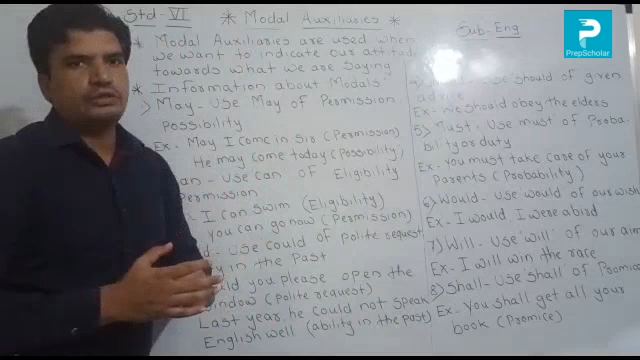 Std-VI
* Modal Auxiliaries *
Sub-Eng
PrepScholar
* Modal Auxiliaries are used when
we want to indicate our attitud
towards what we are saying
* Information about Modals
1) May - Use May of Permission
Possibility
Ex- May I come in sir (Permission)
He may come today (Possibility)
an - Use 'can' of Eligibility
Permission
- I can swim (Eligibility)
you can go now (Permission)
d - use could of polite request
in the past
ld you please open the
window (Polite request)
Last year he could not speak
English well (ability in the past)
use should of given
advice
Ex- We should obey the elders
5) Must - Use must of Proba-
bility or duty
Ex- You must take care of your
Parents (Probability)
6) Would - Use would of our wish
Ex- I would I were a bird
7) Will - Use 'will' of our aim
Ex- I will win the race
8) Shall - Use shall of Promice
Ex- You shall get all your
book (Promice)